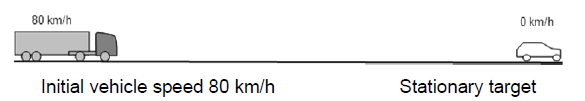 80 km/h 0 km/h
Initial vehicle speed 80 km/h Stationary target